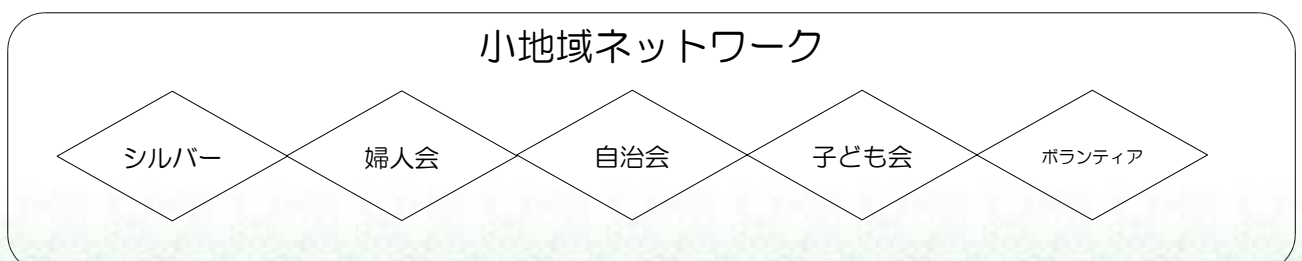 小地域ネットワーク
シルバー
婦人会
自治会
子ども会
ボランティア